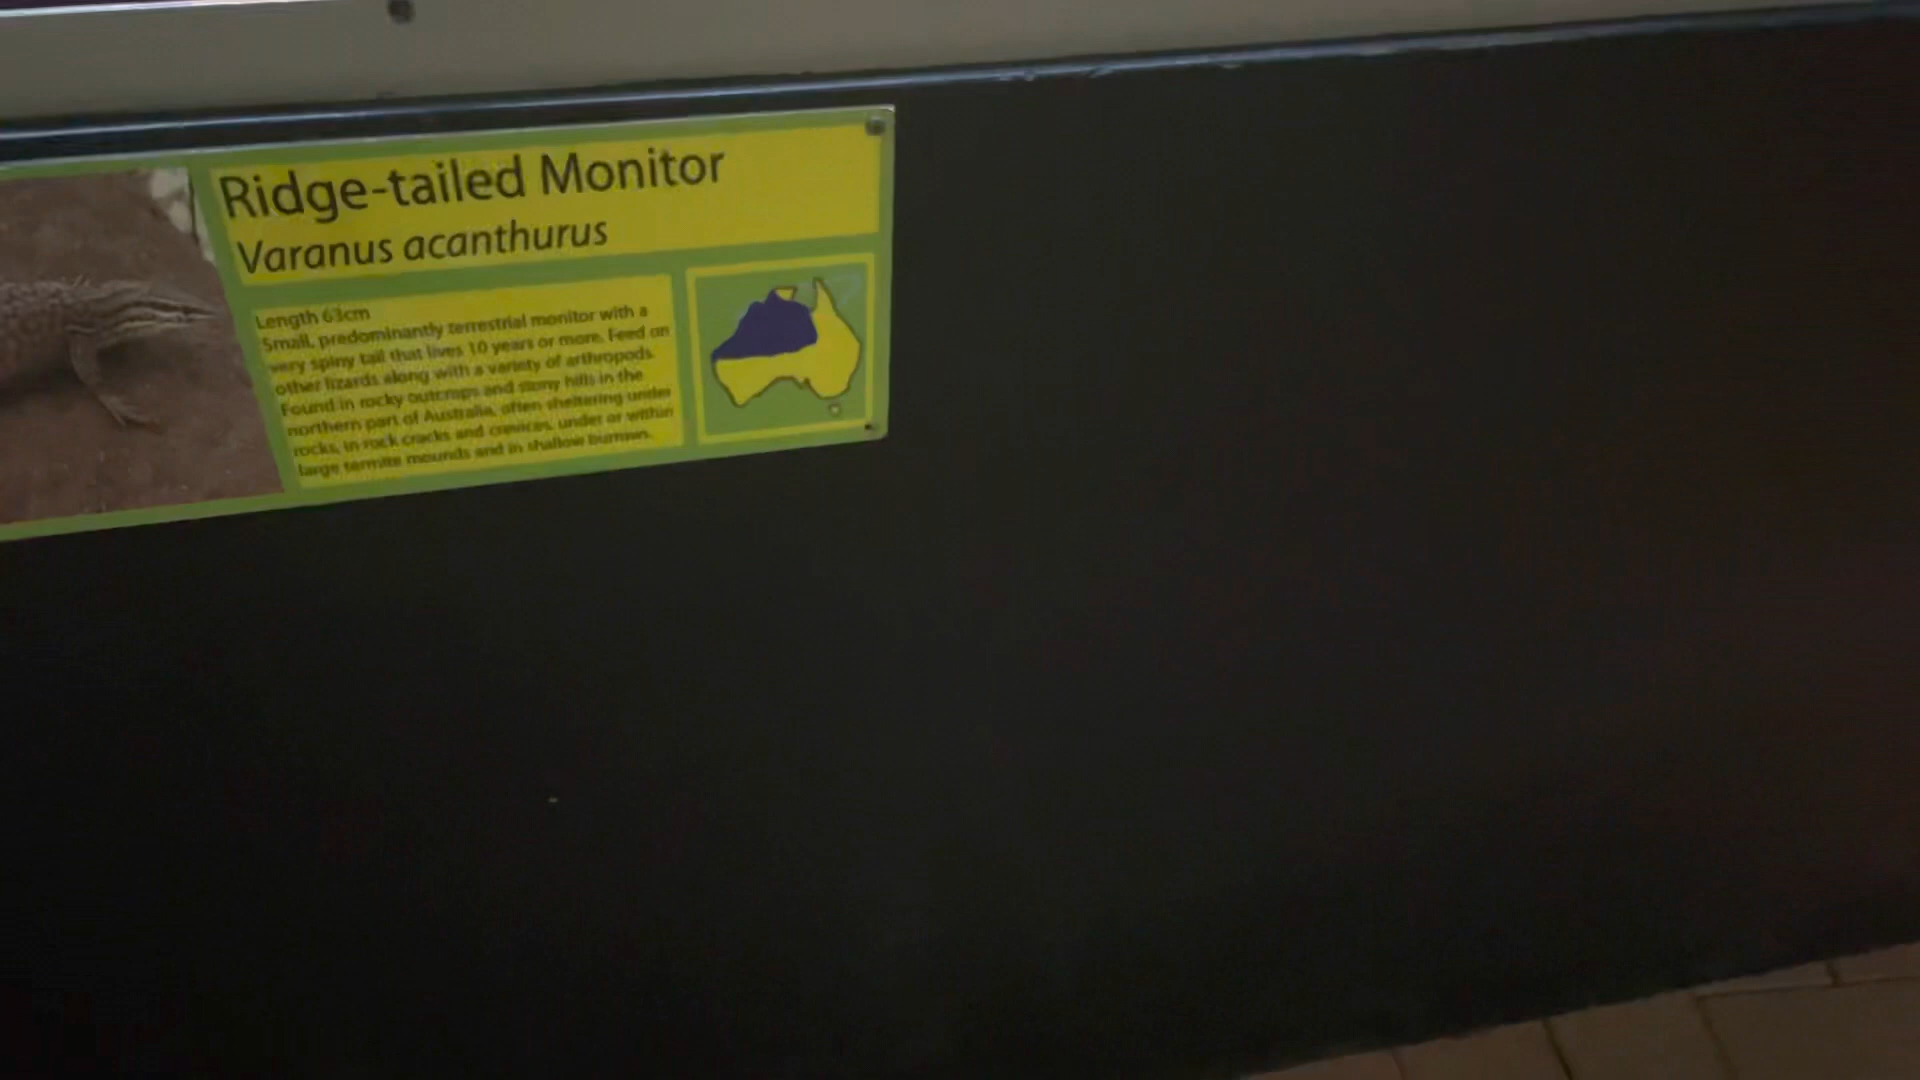 Ridge-tailed Monitor
Varanus acanthurus
Length 63cm
Small, predominantly terrestrial monitor with a
very spiny tail that lives 10 years or more. Feed on
other lizards along with a variety of arthropods.
Found in rocky outcrops and stony hills in the
northern part of Australia, often sheltering under
rocks, in rock cracks and crevices, under or within
large termite mounds and in shallow burrows.